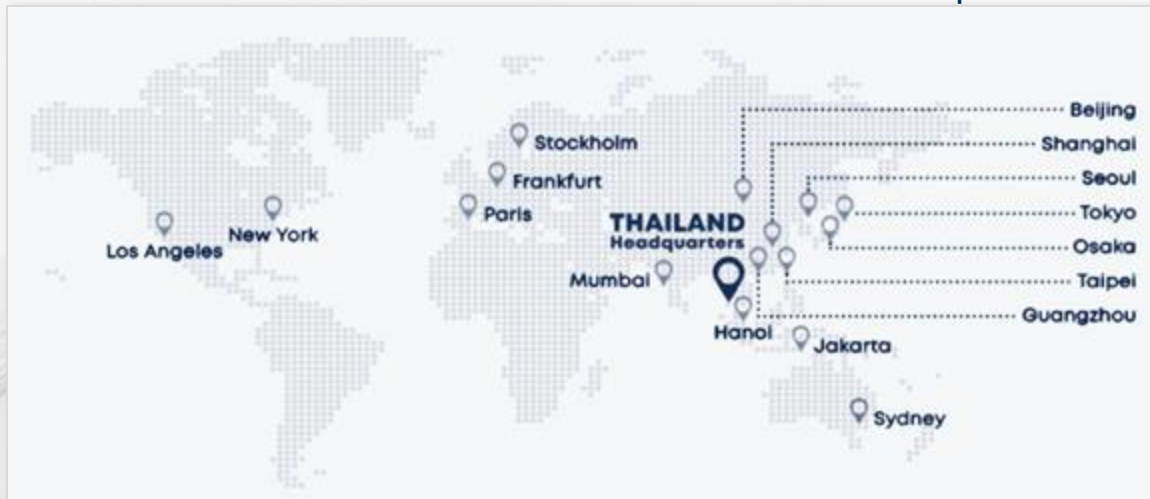 Beijing
Shanghai
Stockholm
Seoul
Frankfurt
Tokyo
Paris
THAILAND
Headquarters
New York
Osaka
Los Angeles
Mumbai
Taipei
Guangzhou
Hanoi
Jakarta
Sydney